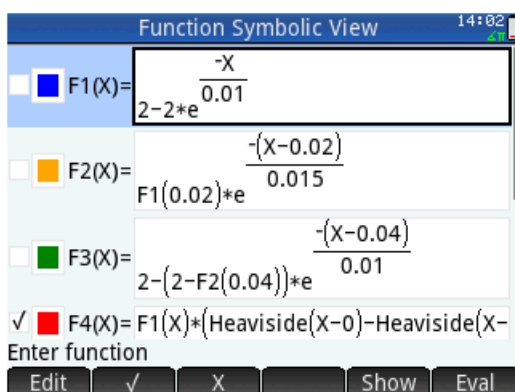 Function Symbolic View
14:02
∡π
F1(X)=2-2*e^(-X/0.01)
F2(X)=F1(0.02)*e^(-(X-0.02)/0.015)
F3(X)=2-(2-F2(0.04))*e^(-(X-0.04)/0.01)
√ F4(X)=F1(X)*(Heaviside(X-0)-Heaviside(X-
Enter function
Edit √ X Show Eval